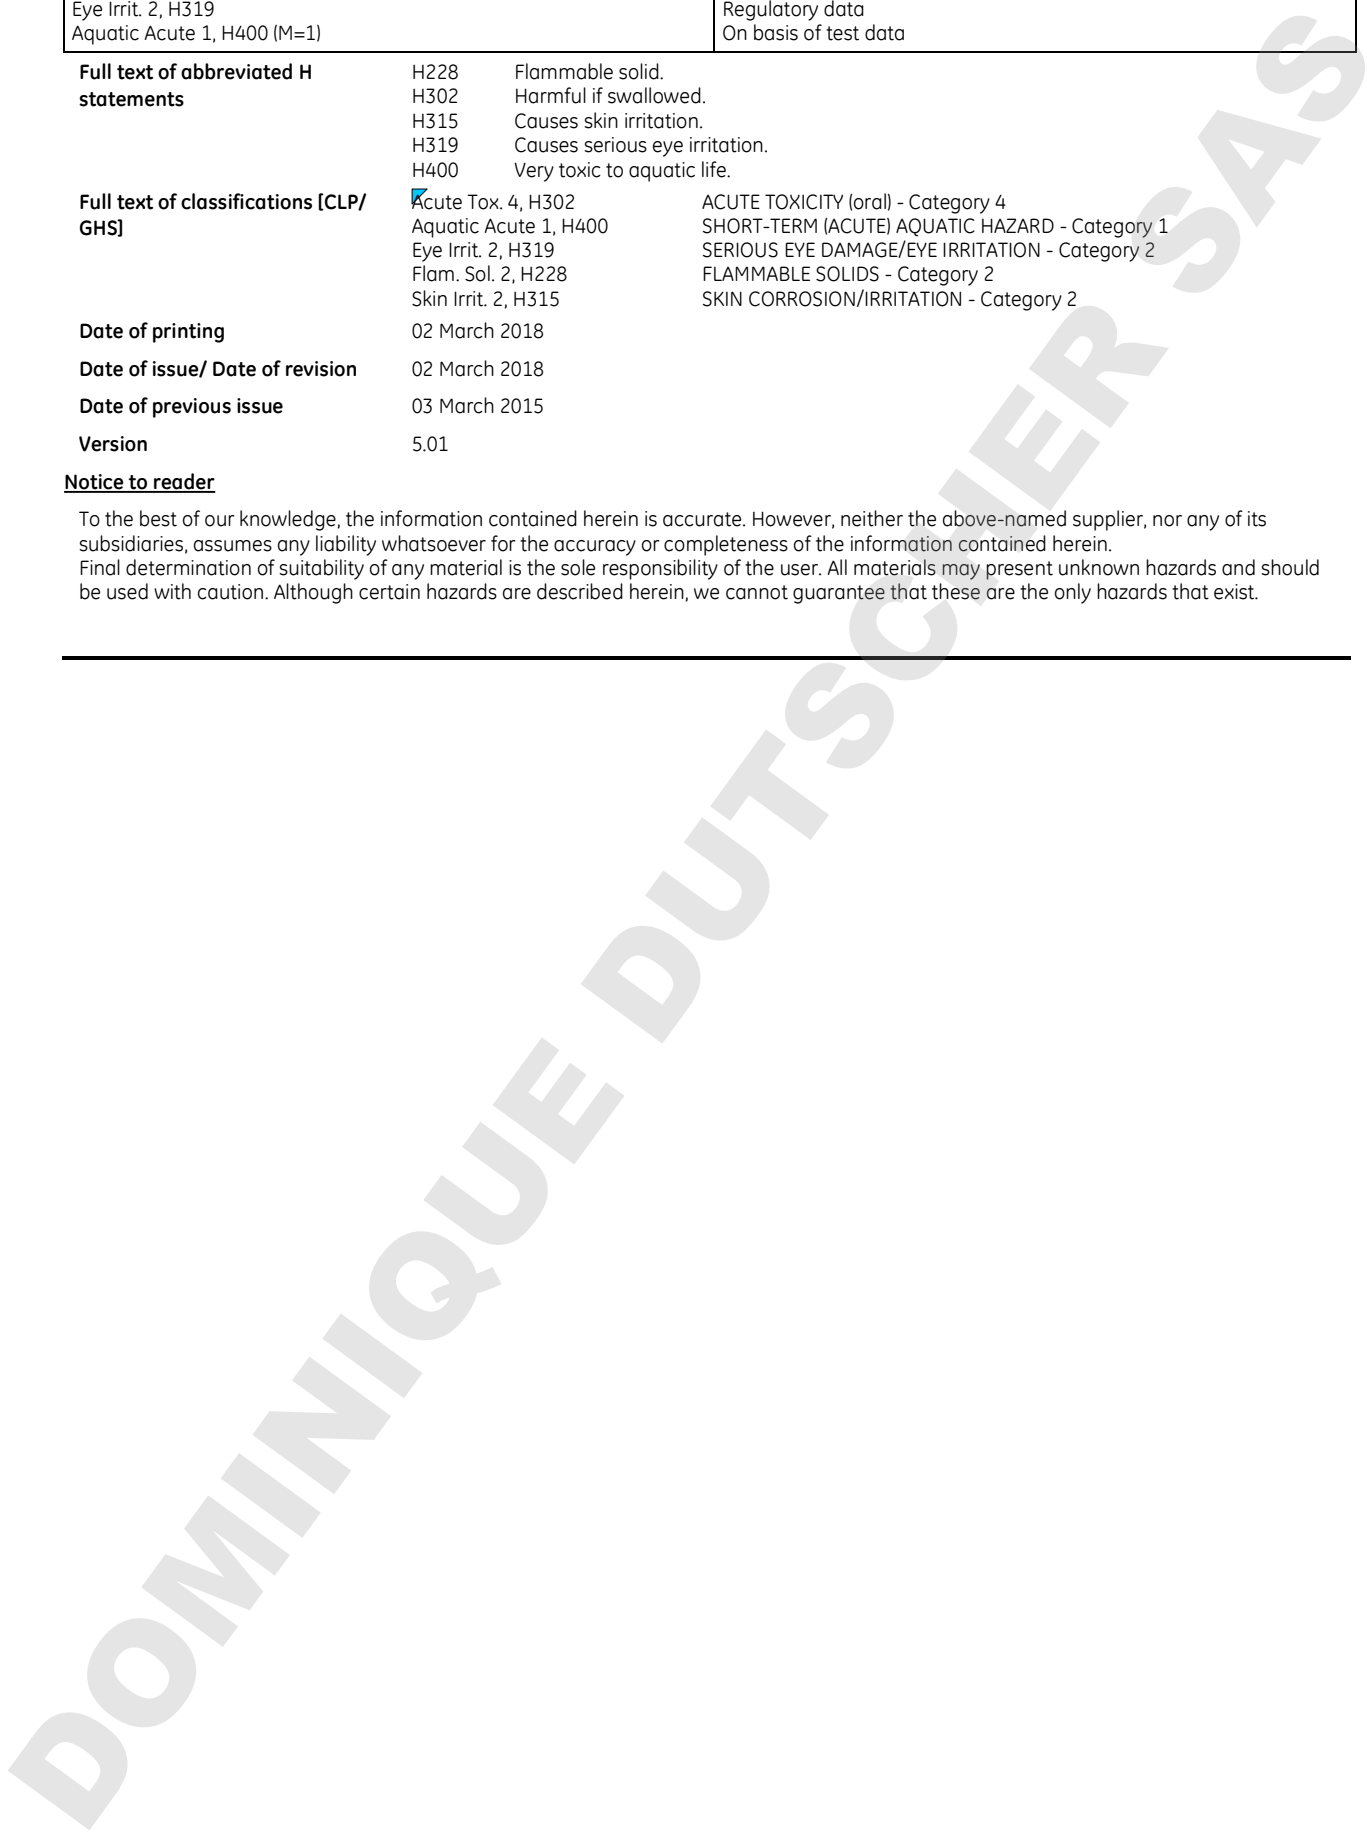 Eye Irrit. 2, H319 Regulatory data
Aquatic Acute 1, H400 (M=1) On basis of test data
Full text of abbreviated H statements
H228 Flammable solid.
H302 Harmful if swallowed.
H315 Causes skin irritation.
H319 Causes serious eye irritation.
H400 Very toxic to aquatic life.
Full text of classifications [CLP/
GHS]
Acute Tox. 4, H302 ACUTE TOXICITY (oral) - Category 4
Aquatic Acute 1, H400 SHORT-TERM (ACUTE) AQUATIC HAZARD - Category 1
Eye Irrit. 2, H319 SERIOUS EYE DAMAGE/EYE IRRITATION - Category 2
Flam. Sol. 2, H228 FLAMMABLE SOLIDS - Category 2
Skin Irrit. 2, H315 SKIN CORROSION/IRRITATION - Category 2
Date of printing 02 March 2018
Date of issue/ Date of revision 02 March 2018
Date of previous issue 03 March 2015
Version 5.01
Notice to reader
To the best of our knowledge, the information contained herein is accurate. However, neither the above-named supplier, nor any of its
subsidiaries, assumes any liability whatsoever for the accuracy or completeness of the information contained herein.
Final determination of suitability of any material is the sole responsibility of the user. All materials may present unknown hazards and should
be used with caution. Although certain hazards are described herein, we cannot guarantee that these are the only hazards that exist.
DOMINIQUE DUTSCHER SAS